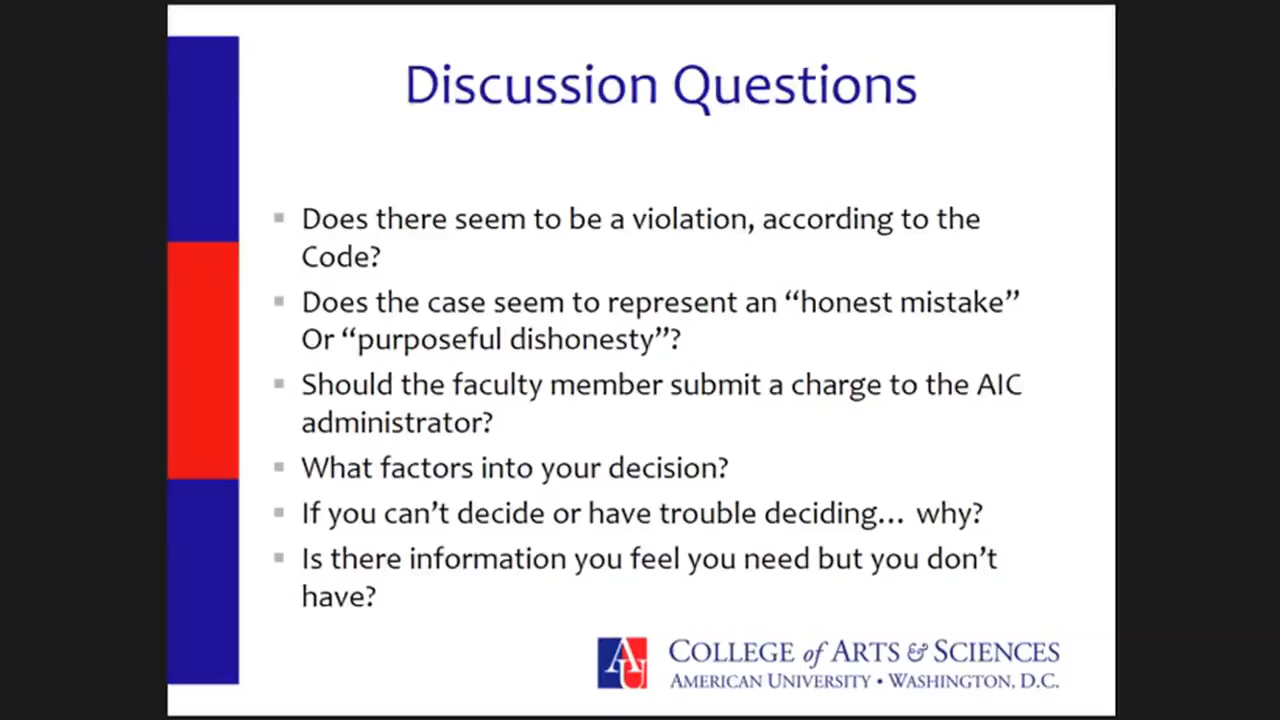 Discussion Questions
Does there seem to be a violation, according to the
Code?
Does the case seem to represent an “honest mistake”
Or “purposeful dishonesty”?
Should the faculty member submit a charge to the AIC
administrator?
What factors into your decision?
If you can’t decide or have trouble deciding… why?
Is there information you feel you need but you don’t
have?
AU
COLLEGE of ARTS & SCIENCES
AMERICAN UNIVERSITY • WASHINGTON, D.C.